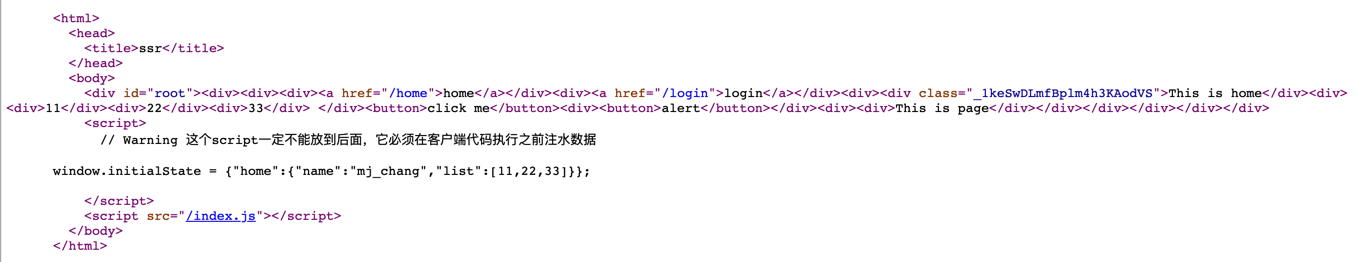 <html>
<head>
<title>ssr</title>
</head>
<body>
<div id="root"><div><div><div><a href="/home">home</a></div><div><a href="/login">login</a></div><div><div class="_1keSwDLmfBplm4h3KAodVS">This is home</div><div>
<div>11</div><div>22</div><div>33</div> </div><button>click me</button><div><button>alert</button></div><div><div>This is page</div></div></div></div></div></div>
<script>
// Warning 这个script一定不能放到后面，它必须在客户端代码执行之前注水数据
window.initialState = {"home":{"name":"mj_chang","list":[11,22,33]}};
</script>
<script src="/index.js"></script>
</body>
</html>